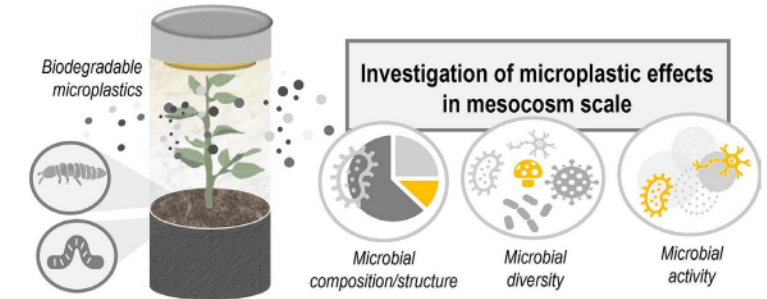 Biodegradable
microplastics
Investigation of microplastic effects
in mesocosm scale
Microbial
composition/structure
Microbial
diversity
Microbial
activity